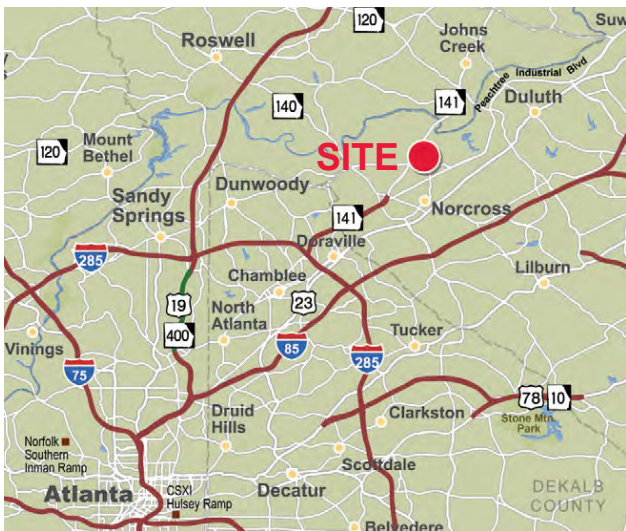 120
Roswell
Johns
Creek
Suw
Peachtree Industrial Blvd
140
141
Duluth
Mount
Bethel
120
SITE
Dunwoody
Sandy
Springs
141
Norcross
Doraville
285
Lilburn
Chamblee
19
23
North
Atlanta
400
Tucker
Vinings
85
285
75
78
10
Druid
Hills
Clarkston
Stone Mtn.
Park
Norfolk
Southern
Inman Ramp
Scottdale
Atlanta
CSXI
Hulsey Ramp
Decatur
DEKALB
COUNTY
Belvedere